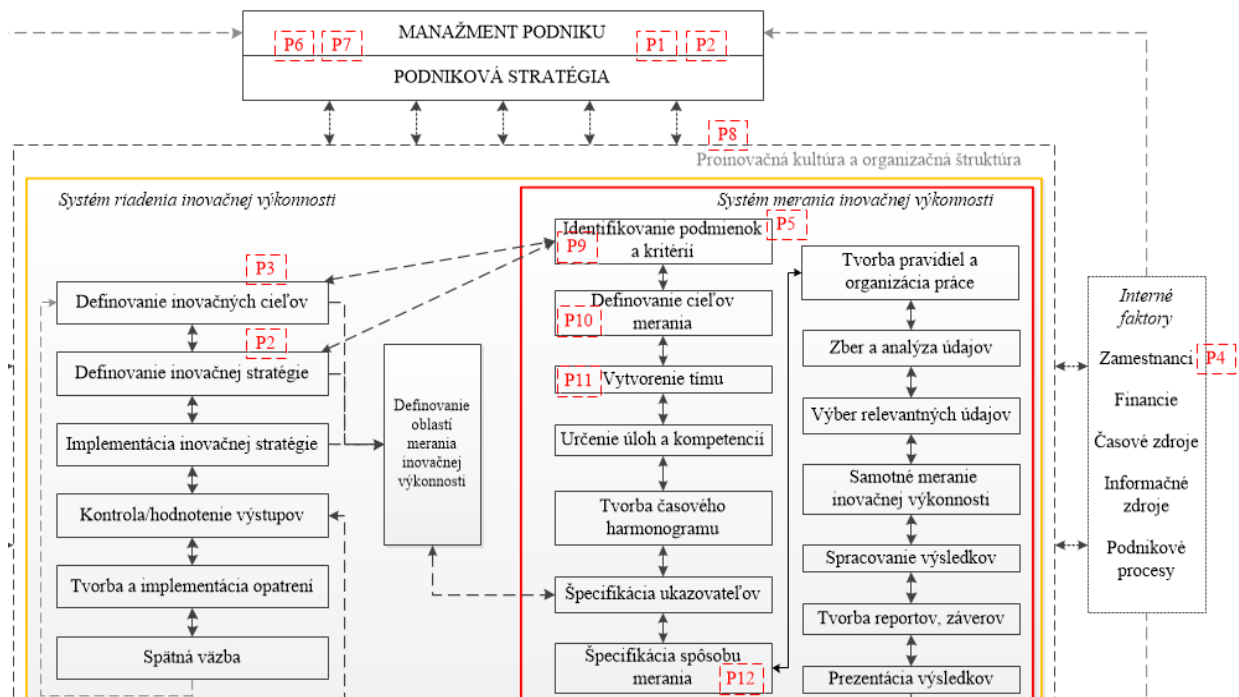 MANAŽMENT PODNIKU
P6
P7
P1
P2
PODNIKOVÁ STRATÉGIA
P8
Proinovačná kultúra a organizačná štruktúra
Systém riadenia inovačnej výkonnosti
P3
Definovanie inovačných cieľov
P2
Definovanie inovačnej stratégie
Implementácia inovačnej stratégie
Kontrola/hodnotenie výstupov
Tvorba a implementácia opatrení
Spätná väzba
Definovanie
oblastí
merania
inovačnej
výkonnosti
Systém merania inovačnej výkonnosti
P5
Identifikovanie podmienok
P9
a kritérií
Definovanie cieľov
P10
merania
P11
Vytvorenie tímu
Určenie úloh a kompetencií
Tvorba časového
harmonogramu
Špecifikácia ukazovateľov
Špecifikácia spôsobu
merania
P12
Tvorba pravidiel a
organizácia práce
Zber a analýza údajov
Výber relevantných údajov
Samotné meranie
inovačnej výkonnosti
Spracovanie výsledkov
Tvorba reportov, záverov
Prezentácia výsledkov
Interné
faktory
Zamestnanci
P4
Financie
Časové zdroje
Informačné
zdroje
Podnikové
procesy